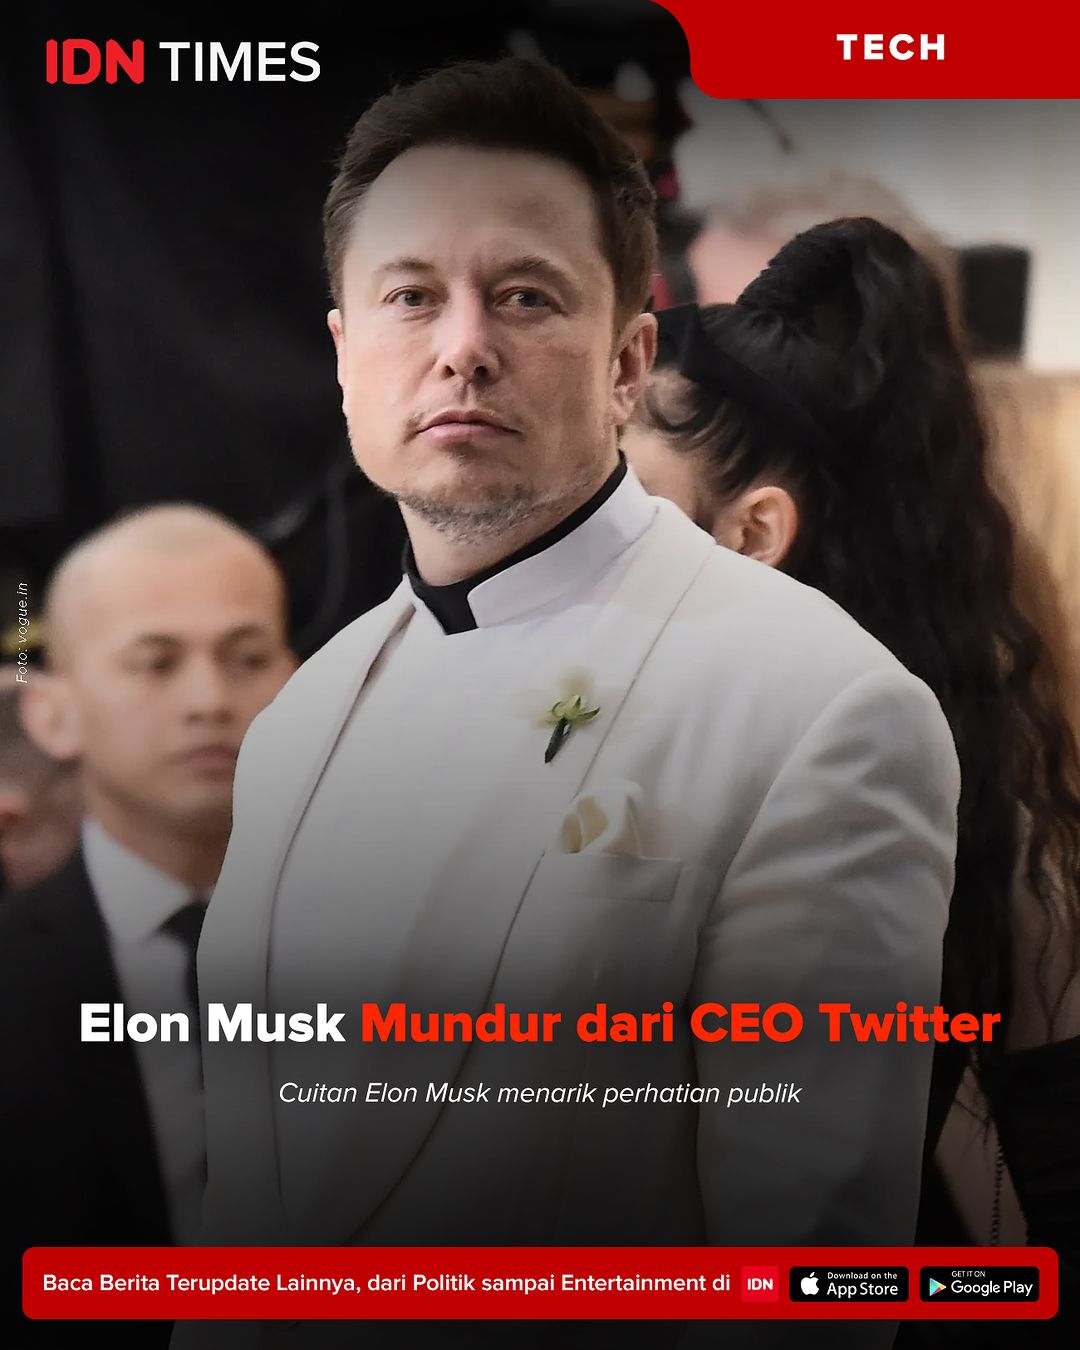 IDN TIMES
TECH
Foto: vogue.in
Elon Musk Mundur dari CEO Twitter
Cuitan Elon Musk menarik perhatian publik
Baca Berita Terupdate Lainnya, dari Politik sampai Entertainment di IDN
Download on the
App Store
GET IT ON
Google Play